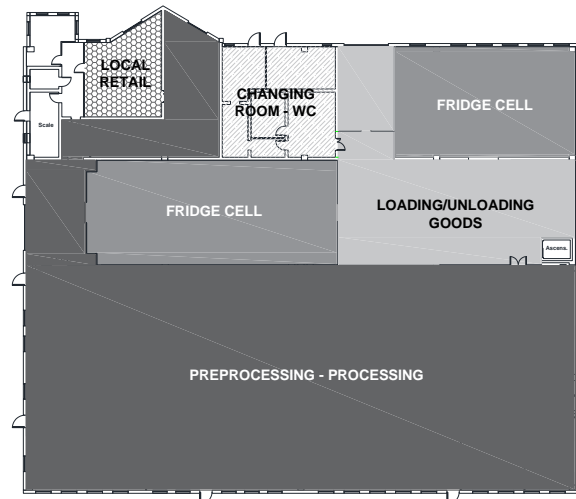 LOCAL
RETAIL
CHANGING
ROOM - WC
FRIDGE CELL
Scale
FRIDGE CELL
LOADING/UNLOADING
GOODS
Ascens.
PREPROCESSING - PROCESSING